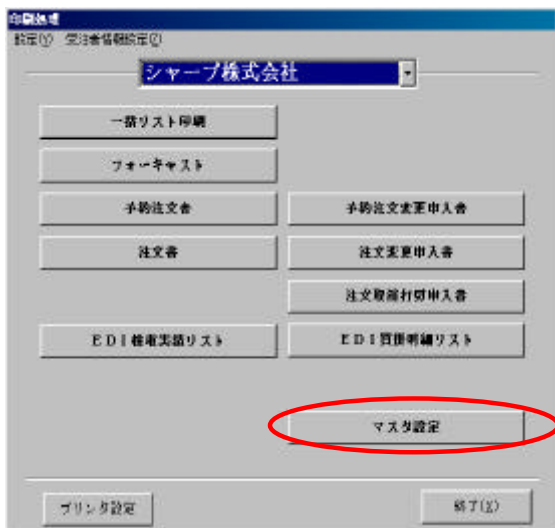 印刷処理
設定(Y) 受注者情報設定(Z)
シャープ株式会社
一括リスト印刷
フォーキャスト
予約注文書 予約注文変更申入書
注文書 注文変更申入書
注文取消打切申入書
EDI検収実績リスト EDI買掛明細リスト
マスタ設定
プリンタ設定 終了(X)